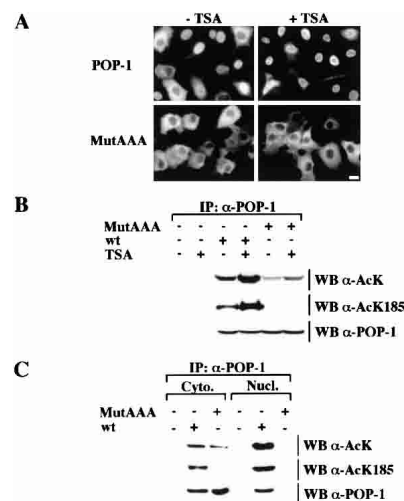 A
- TSA + TSA
POP-1
MutAAA
B
IP: α-POP-1
MutAAA - - - - + +
wt - - + + - -
TSA - + - + - +
WB α-AcK
WB α-AcK185
WB α-POP-1
C
IP: α-POP-1
Cyto. Nucl.
MutAAA - - + - - +
wt - + - - + -
WB α-AcK
WB α-AcK185
WB α-POP-1